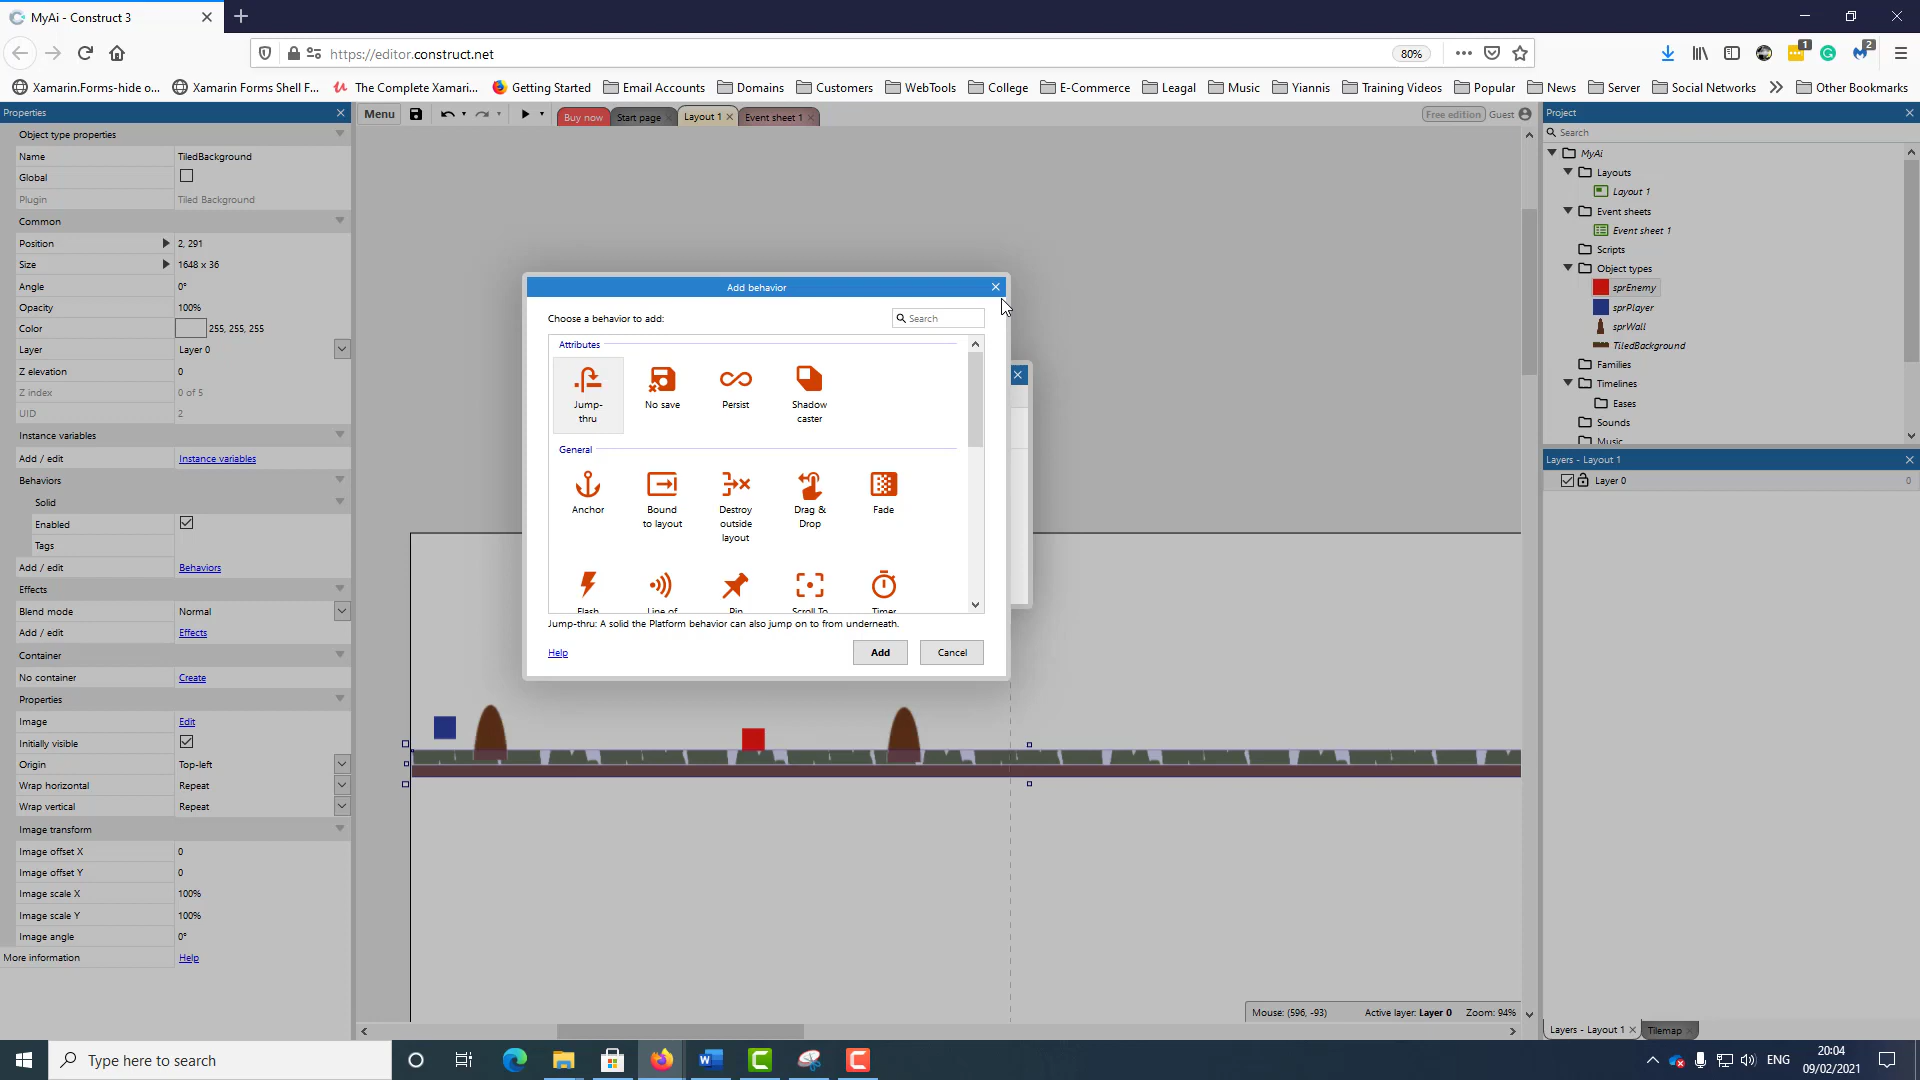 MyAi - Construct 3
https://editor.construct.net
80%
1
2
Xamarin.Forms-hide o...
Xamarin Forms Shell F...
The Complete Xamari...
Getting Started
Email Accounts
Domains
Customers
WebTools
College
E-Commerce
Leagal
Music
Yiannis
Training Videos
Popular
News
Server
Social Networks
Other Bookmarks
Properties
Menu
Buy now
Start page
Layout 1
Event sheet 1
Free edition
Guest
Project
Object type properties
Name TiledBackground
Global
Plugin Tiled Background
Common
Position 2, 291
Size 1648 x 36
Angle 0°
Opacity 100%
Color 255, 255, 255
Layer Layer 0
Z elevation 0
Z index 0 of 5
UID 2
Instance variables
Add / edit Instance variables
Behaviors
Solid
Enabled
Tags
Add / edit Behaviors
Effects
Blend mode Normal
Add / edit Effects
Container
No container Create
Properties
Image Edit
Initially visible
Origin Top-left
Wrap horizontal Repeat
Wrap vertical Repeat
Image transform
Image offset X 0
Image offset Y 0
Image scale X 100%
Image scale Y 100%
Image angle 0°
More information Help
Add behavior
Choose a behavior to add:
Search
Attributes
Jump-
thru
No save
Persist
Shadow
caster
General
Anchor
Bound
to layout
Destroy
outside
layout
Drag &
Drop
Fade
Flash
Line of
Pin
Scroll To
Timer
Jump-thru: A solid the Platform behavior can also jump on to from underneath.
Help
Add
Cancel
Search
MyAi
Layouts
Layout 1
Event sheets
Event sheet 1
Scripts
Object types
sprEnemy
sprPlayer
sprWall
TiledBackground
Families
Timelines
Eases
Sounds
Music
Layers - Layout 1
Layer 0
0
Mouse: (596, -93)
Active layer: Layer 0
Zoom: 94%
Layers - Layout 1
Tilemap
Type here to search
ENG
20:04
09/02/2021